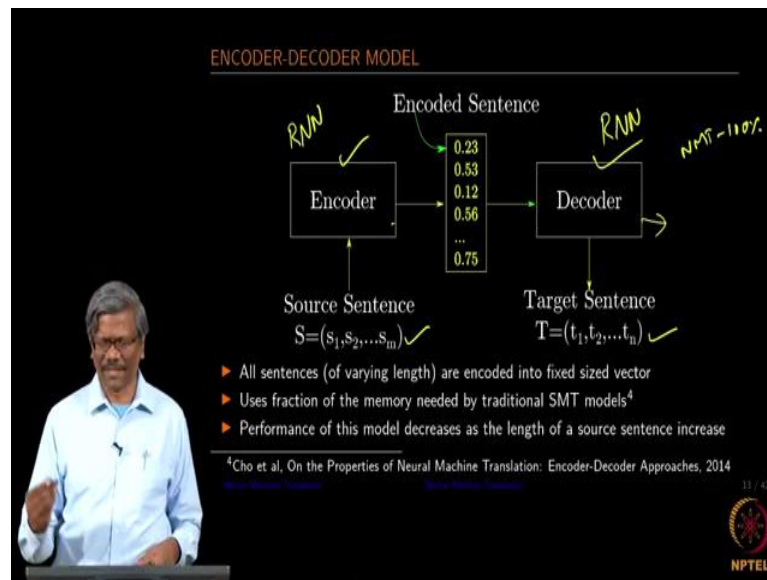 ENCODER-DECODER MODEL
Encoded Sentence
RNN
RNN
NMT-100%
Encoder
0.23
0.53
0.12
0.56
...
0.75
Decoder
Source Sentence
S=(s1,s2,...sm)
Target Sentence
T=(t1,t2,...tn)
All sentences (of varying length) are encoded into fixed sized vector
Uses fraction of the memory needed by traditional SMT models4
Performance of this model decreases as the length of a source sentence increase
4Cho et al, On the Properties of Neural Machine Translation: Encoder-Decoder Approaches, 2014
NPTEL